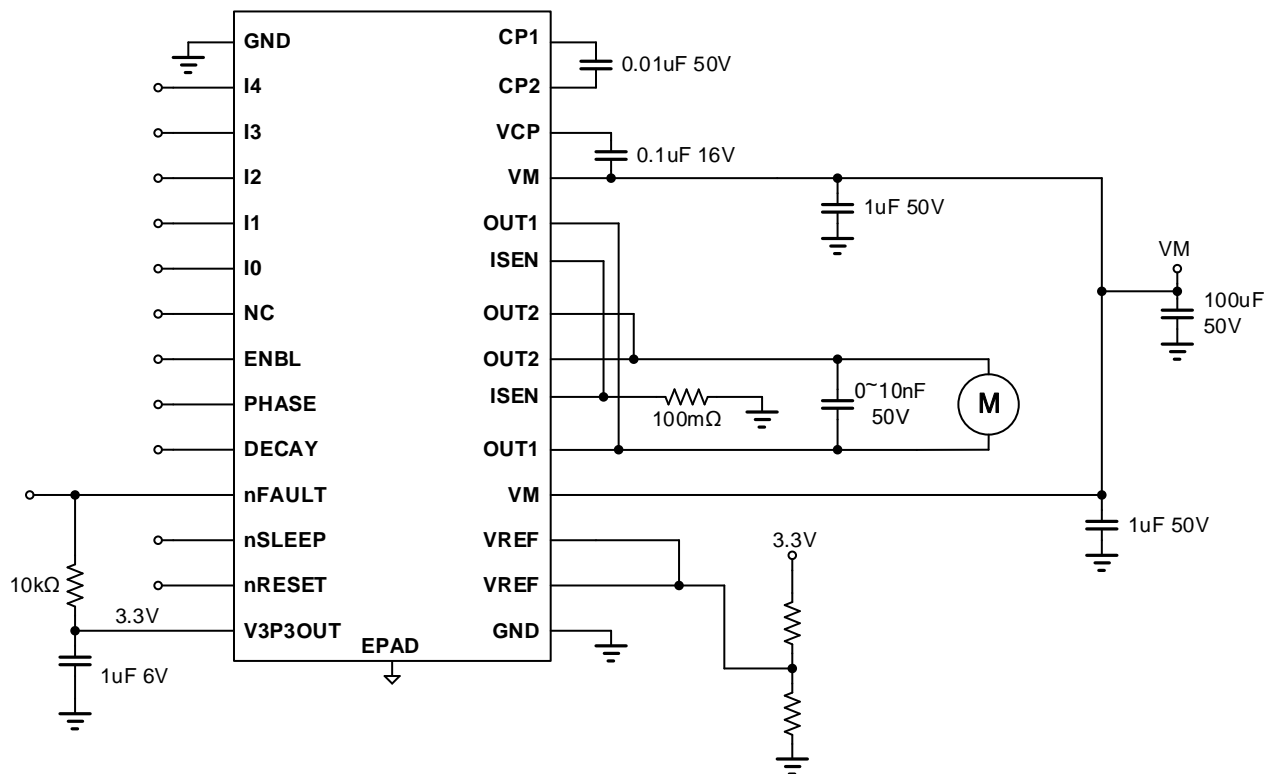 GND
I4
I3
I2
I1
I0
NC
ENBL
PHASE
DECAY
nFAULT
nSLEEP
nRESET
V3P3OUT
EPAD
CP1
CP2
VCP
VM
OUT1
ISEN
OUT2
OUT2
ISEN
OUT1
VM
VREF
VREF
GND
10kΩ
3.3V
1uF 6V
0.01uF 50V
0.1uF 16V
1uF 50V
VM
100uF
50V
0~10nF
50V
M
100mΩ
1uF 50V
3.3V